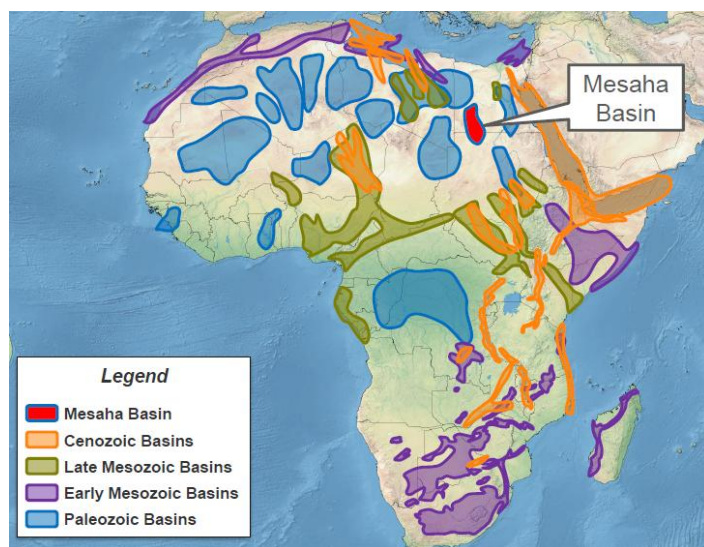 Mesaha
Basin
Legend
Mesaha Basin
Cenozoic Basins
Late Mesozoic Basins
Early Mesozoic Basins
Paleozoic Basins